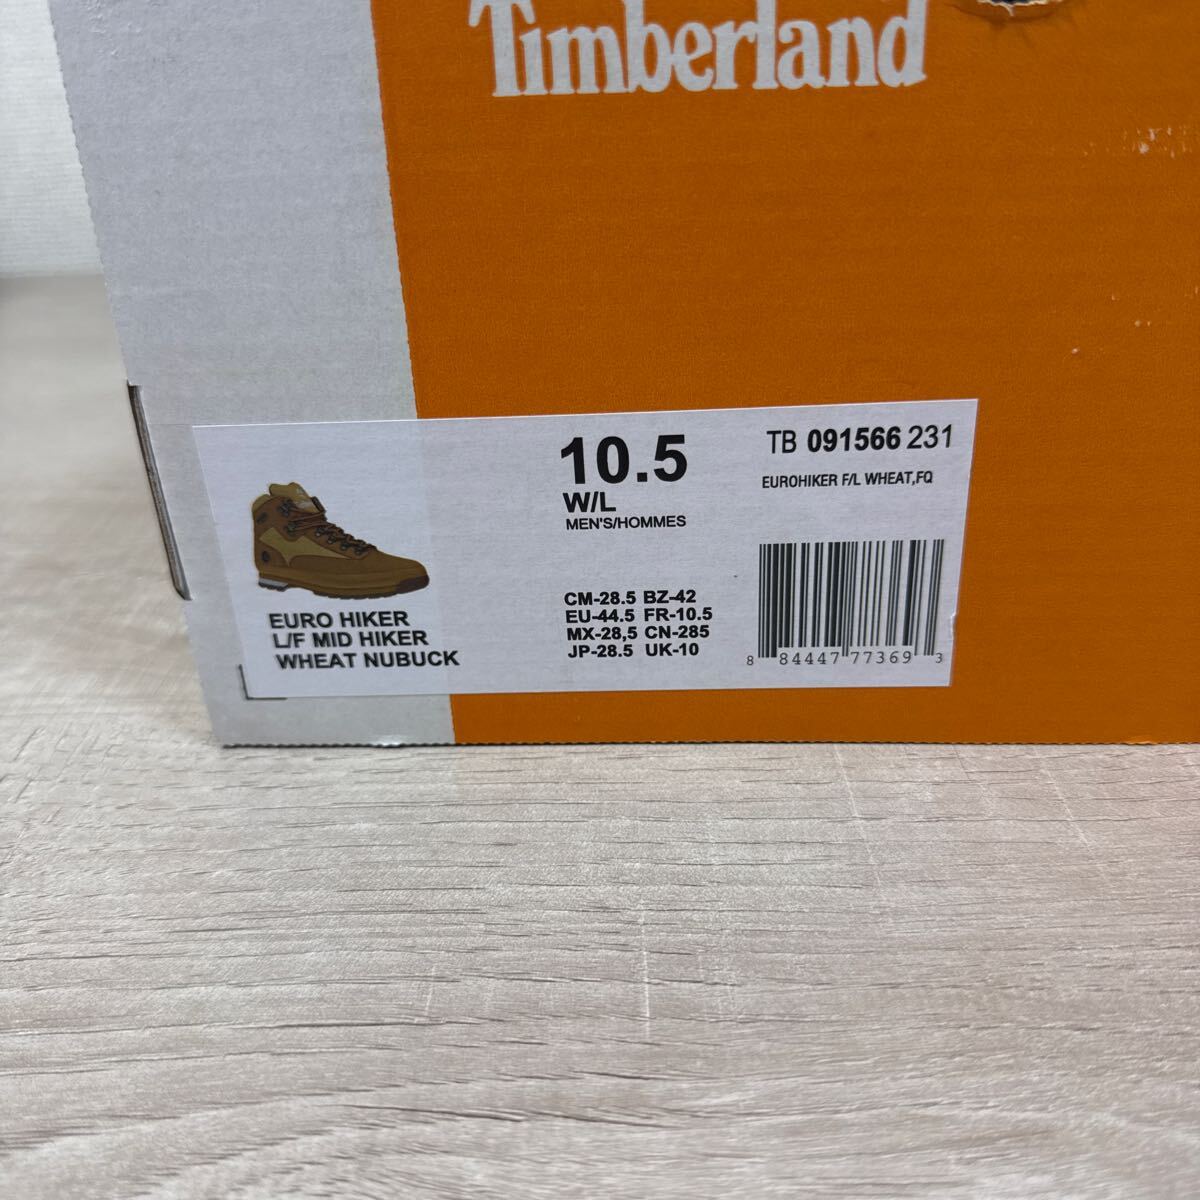 Timberland
10.5
W/L
MEN'S/HOMMES
TB 091566 231
EUROHIKER F/L WHEAT,FQ
EURO HIKER
L/F MID HIKER
WHEAT NUBUCK
CM-28.5 BZ-42
EU-44.5 FR-10.5
MX-28,5 CN-285
JP-28.5 UK-10
8 84447 77369 3